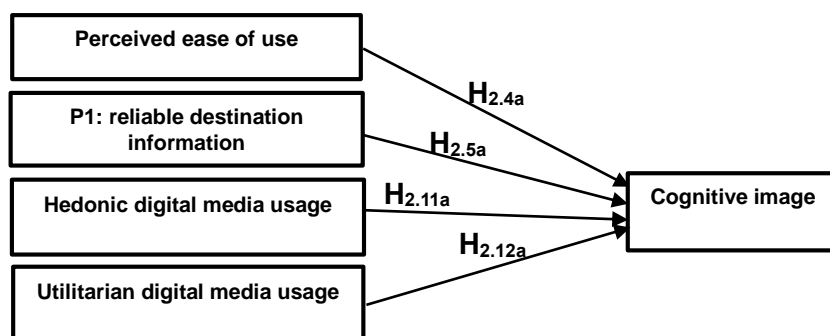 Perceived ease of use
H2.4a
P1: reliable destination
information
H2.5a
Hedonic digital media usage
H2.11a
Cognitive image
H2.12a
Utilitarian digital media usage